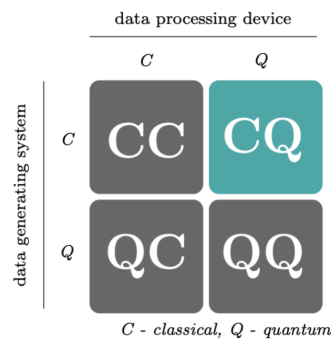 data processing device
C Q
data generating system
C
CC CQ
Q
QC QQ
C - classical, Q - quantum